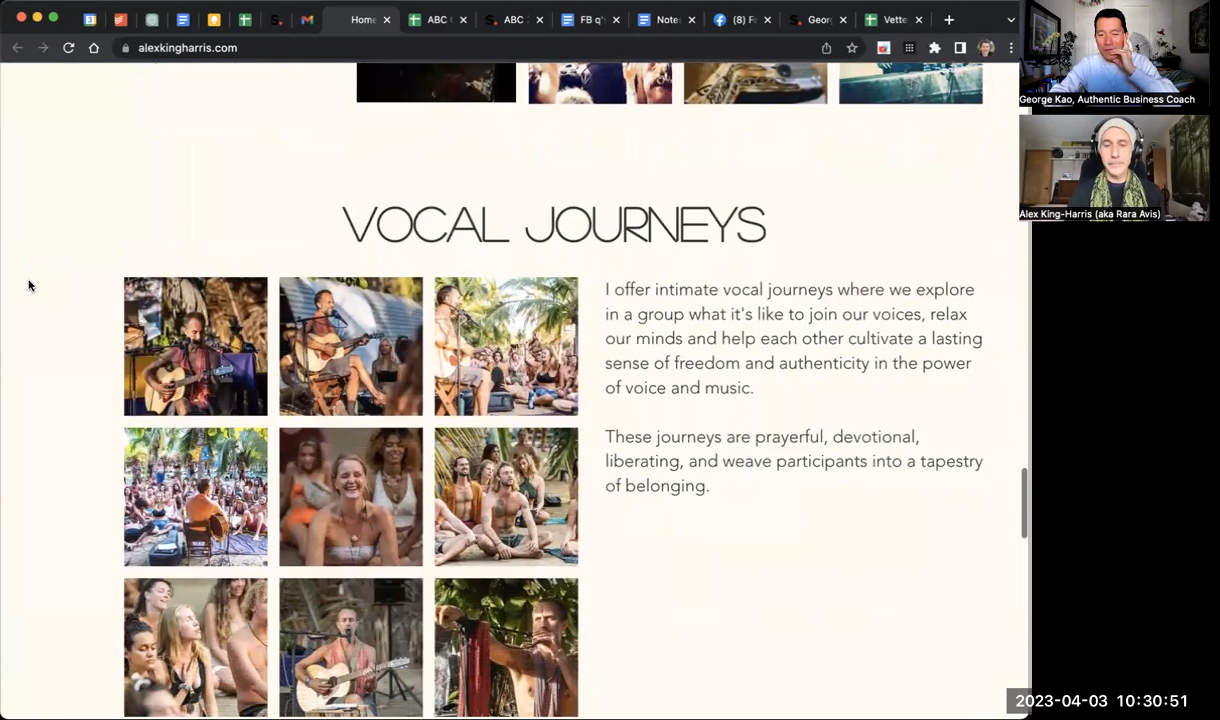 Home
ABC
ABC
FB q'
Note
(8) F
Geor
Vette
alexkingharris.com
George Kao, Authentic Business Coach
Alex King-Harris (aka Rara Avis)
VOCAL JOURNEYS
I offer intimate vocal journeys where we explore
in a group what it's like to join our voices, relax
our minds and help each other cultivate a lasting
sense of freedom and authenticity in the power
of voice and music.
These journeys are prayerful, devotional,
liberating, and weave participants into a tapestry
of belonging.
2023-04-03 10:30:51